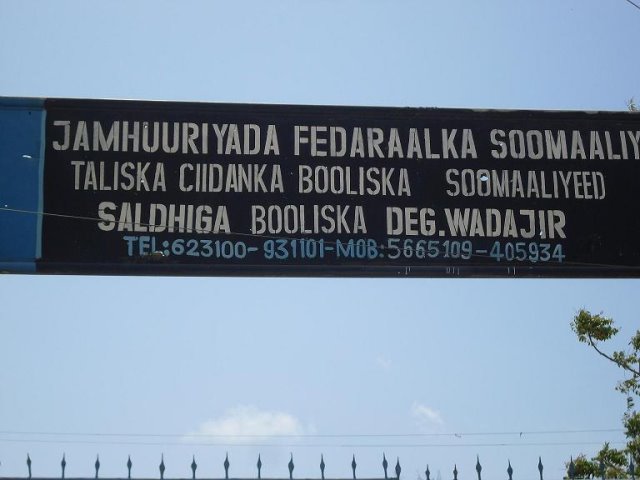 JAMHUURIYADA FEDARAALKA SOOMAALIY
TALISKA CIIDANKA BOOLISKA SOOMAALIYEED
SALDHIGA BOOLISKA DEG.WADAJIR
TEL:623100-931101-MOB:5665109-405934